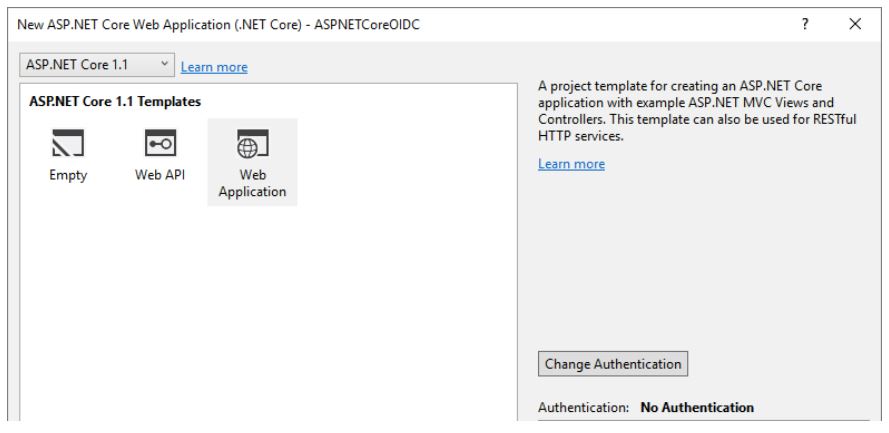 New ASP.NET Core Web Application (.NET Core) - ASPNETCoreOIDC
?
ASP.NET Core 1.1
Learn more
ASP.NET Core 1.1 Templates
Empty
Web API
Web
Application
A project template for creating an ASP.NET Core
application with example ASP.NET MVC Views and
Controllers. This template can also be used for RESTful
HTTP services.
Learn more
Change Authentication
Authentication: No Authentication